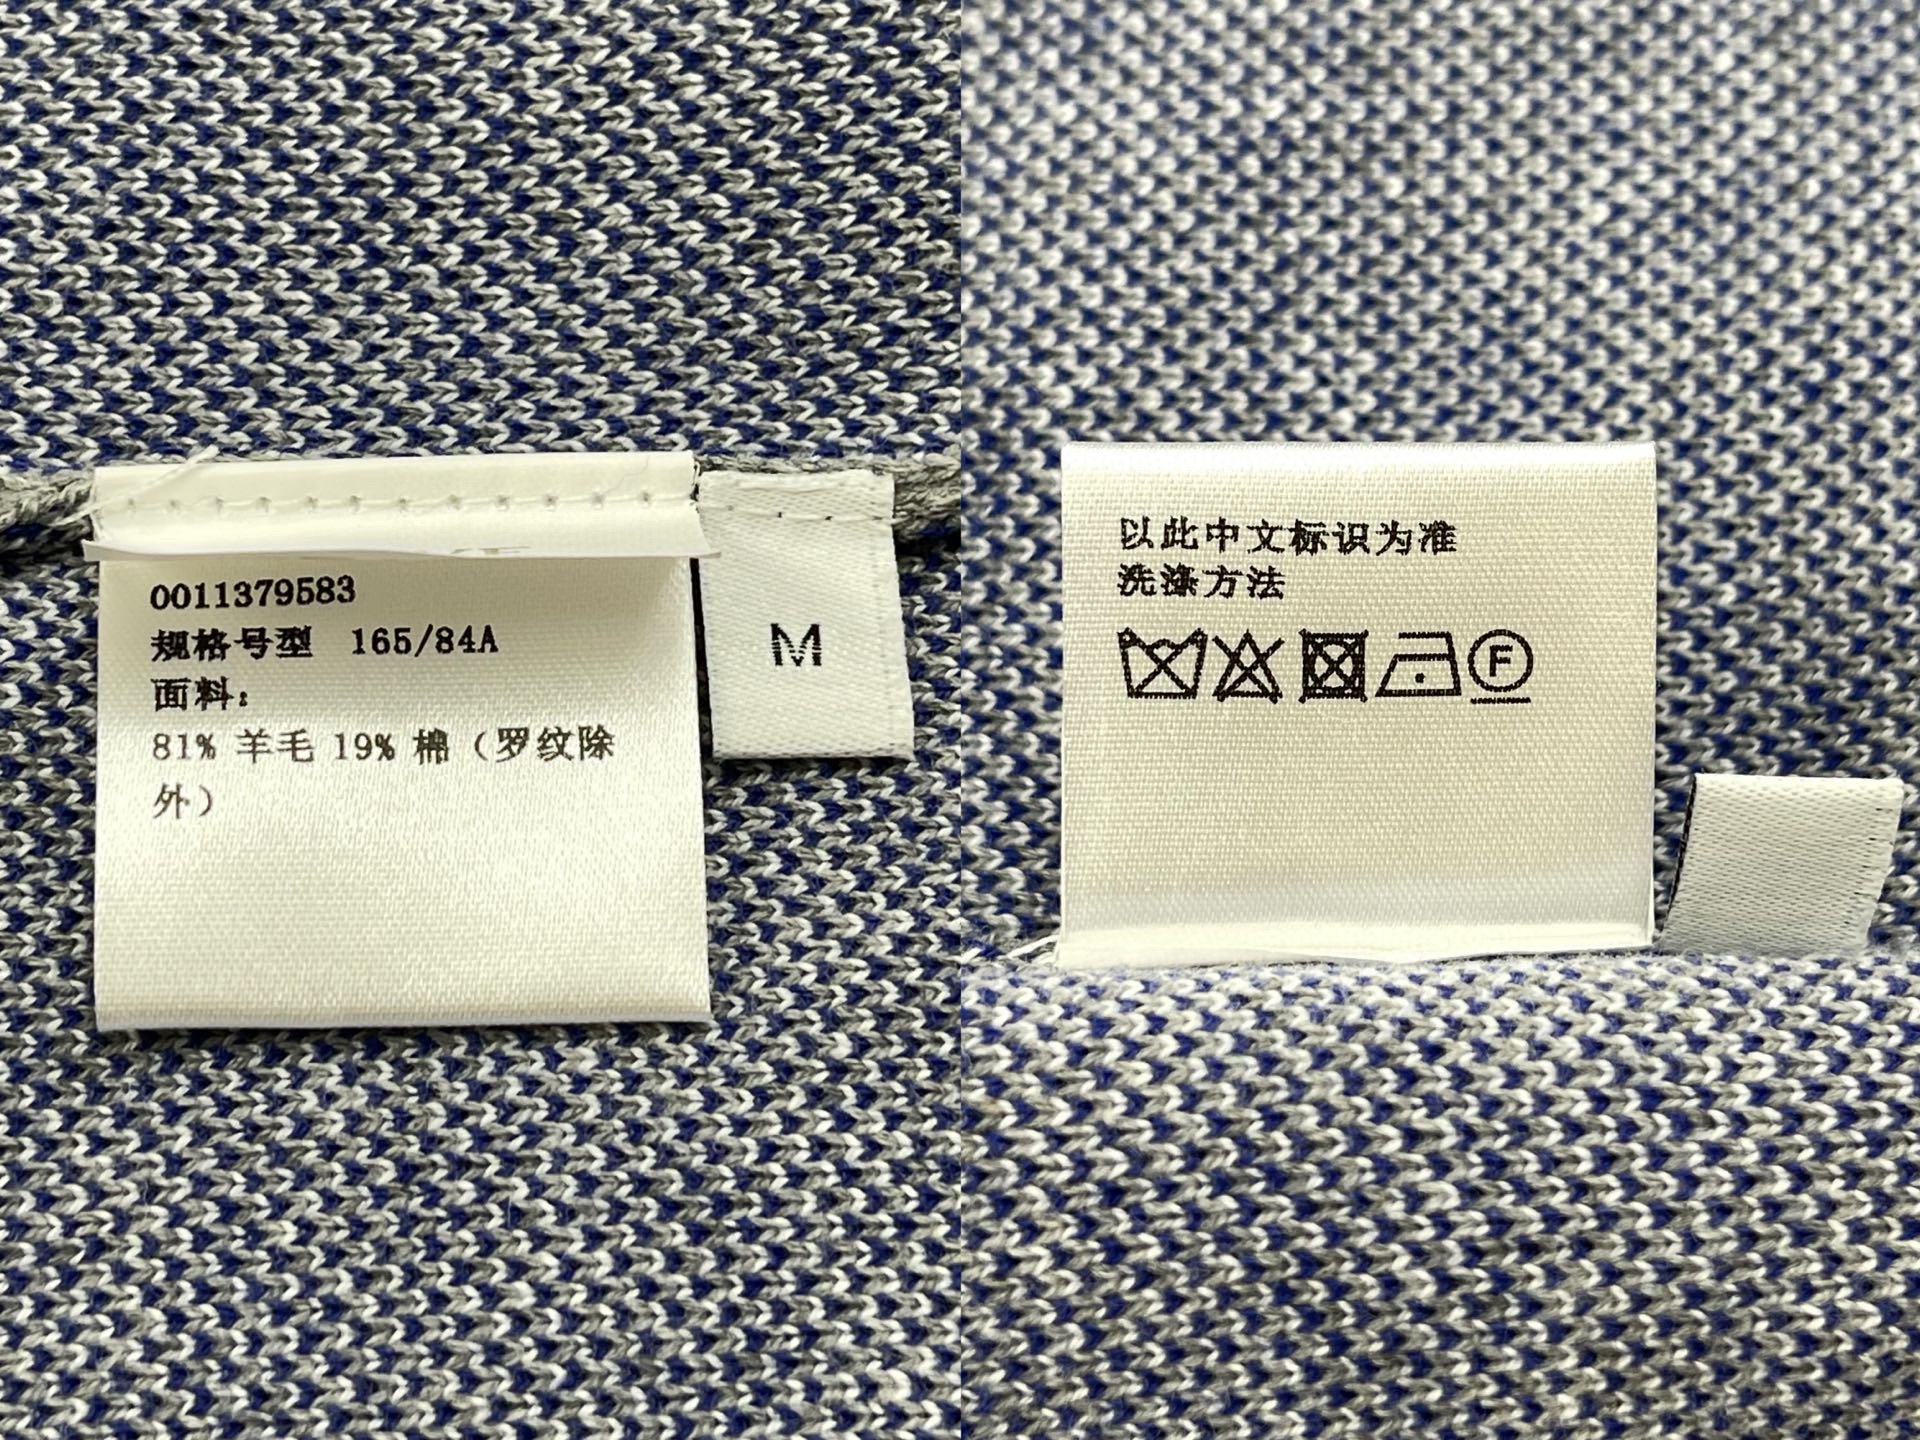 0011379583
规格号型 165/84A
面料：
81% 羊毛 19% 棉（罗纹除
外）
M
以此中文标识为准
洗涤方法
F